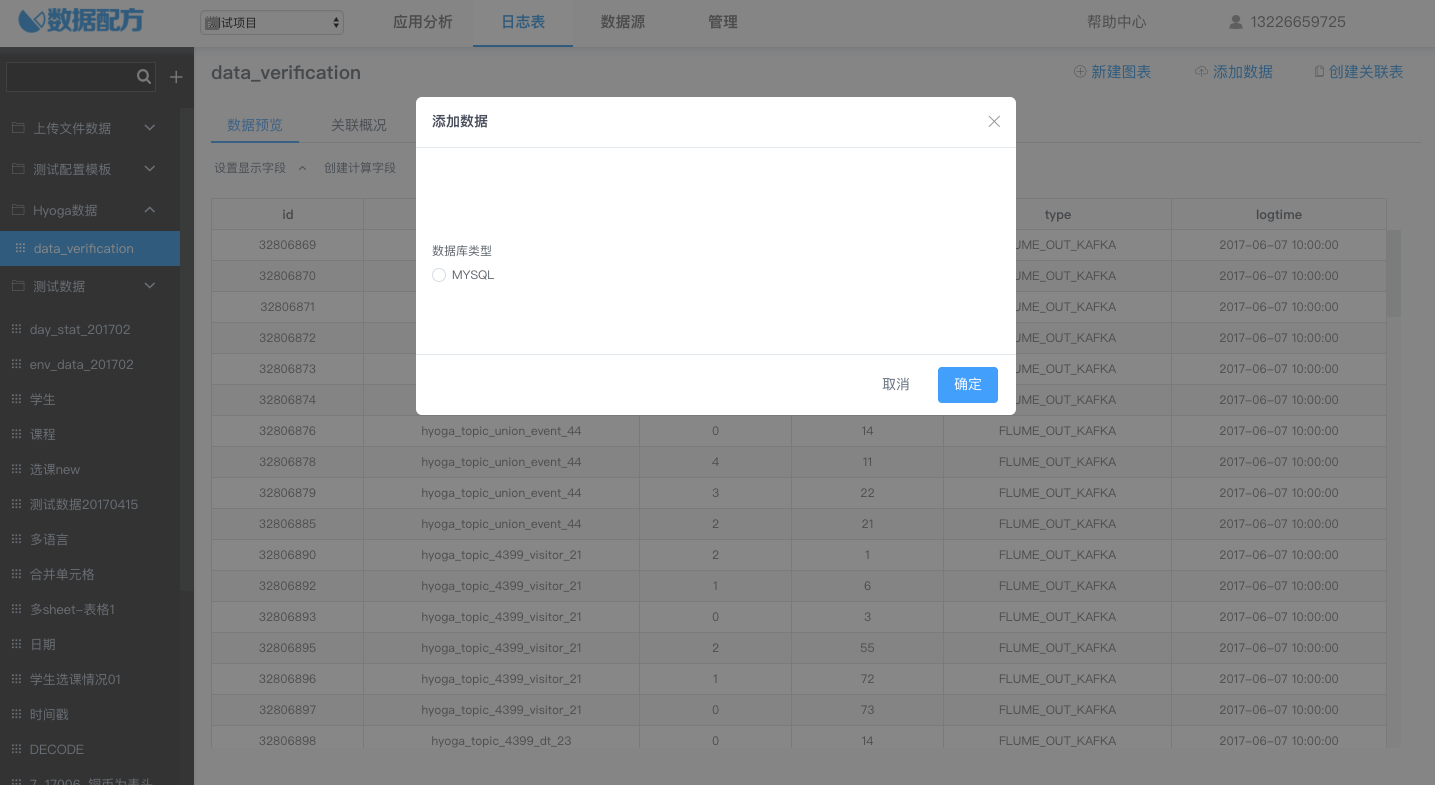 数据配方
测试项目
应用分析
日志表
数据源
管理
帮助中心
13226659725
data_verification
新建图表
添加数据
创建关联表
上传文件数据
测试配置模板
Hyoga数据
data_verification
测试数据
day_stat_201702
env_data_201702
学生
课程
选课new
测试数据20170415
多语言
合并单元格
多sheet-表格1
日期
学生选课情况01
时间戳
DECODE
数据预览
关联概况
设置显示字段
创建计算字段
添加数据
数据库类型
MYSQL
取消
确定
id type logtime
32806869 UME_OUT_KAFKA 2017-06-07 10:00:00
32806870 UME_OUT_KAFKA 2017-06-07 10:00:00
32806871 UME_OUT_KAFKA 2017-06-07 10:00:00
32806872 UME_OUT_KAFKA 2017-06-07 10:00:00
32806873 UME_OUT_KAFKA 2017-06-07 10:00:00
32806874 UME_OUT_KAFKA 2017-06-07 10:00:00
32806876 hyoga_topic_union_event_44 0 14 FLUME_OUT_KAFKA 2017-06-07 10:00:00
32806878 hyoga_topic_union_event_44 4 11 FLUME_OUT_KAFKA 2017-06-07 10:00:00
32806879 hyoga_topic_union_event_44 3 22 FLUME_OUT_KAFKA 2017-06-07 10:00:00
32806885 hyoga_topic_union_event_44 2 21 FLUME_OUT_KAFKA 2017-06-07 10:00:00
32806890 hyoga_topic_4399_visitor_21 2 1 FLUME_OUT_KAFKA 2017-06-07 10:00:00
32806892 hyoga_topic_4399_visitor_21 1 6 FLUME_OUT_KAFKA 2017-06-07 10:00:00
32806893 hyoga_topic_4399_visitor_21 0 3 FLUME_OUT_KAFKA 2017-06-07 10:00:00
32806895 hyoga_topic_4399_visitor_21 2 55 FLUME_OUT_KAFKA 2017-06-07 10:00:00
32806896 hyoga_topic_4399_visitor_21 1 72 FLUME_OUT_KAFKA 2017-06-07 10:00:00
32806897 hyoga_topic_4399_visitor_21 0 73 FLUME_OUT_KAFKA 2017-06-07 10:00:00
32806898 hyoga_topic_4399_dt_23 0 14 FLUME_OUT_KAFKA 2017-06-07 10:00:00